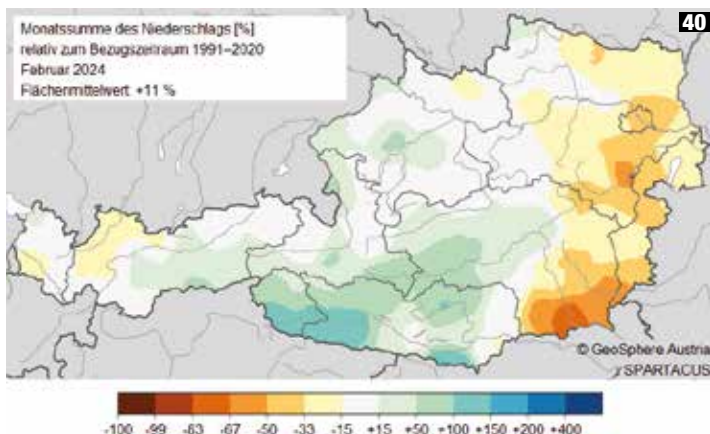 Monatssumme des Niederschlags [%]
relativ zum Bezugszeitraum 1991–2020
Februar 2024
Flächenmittelwert +11 %
40
© GeoSphere Austria
SPARTACUS
-100 -99 -63 -67 -50 -33 -15 +15 +50 +100 +150 +200 +400